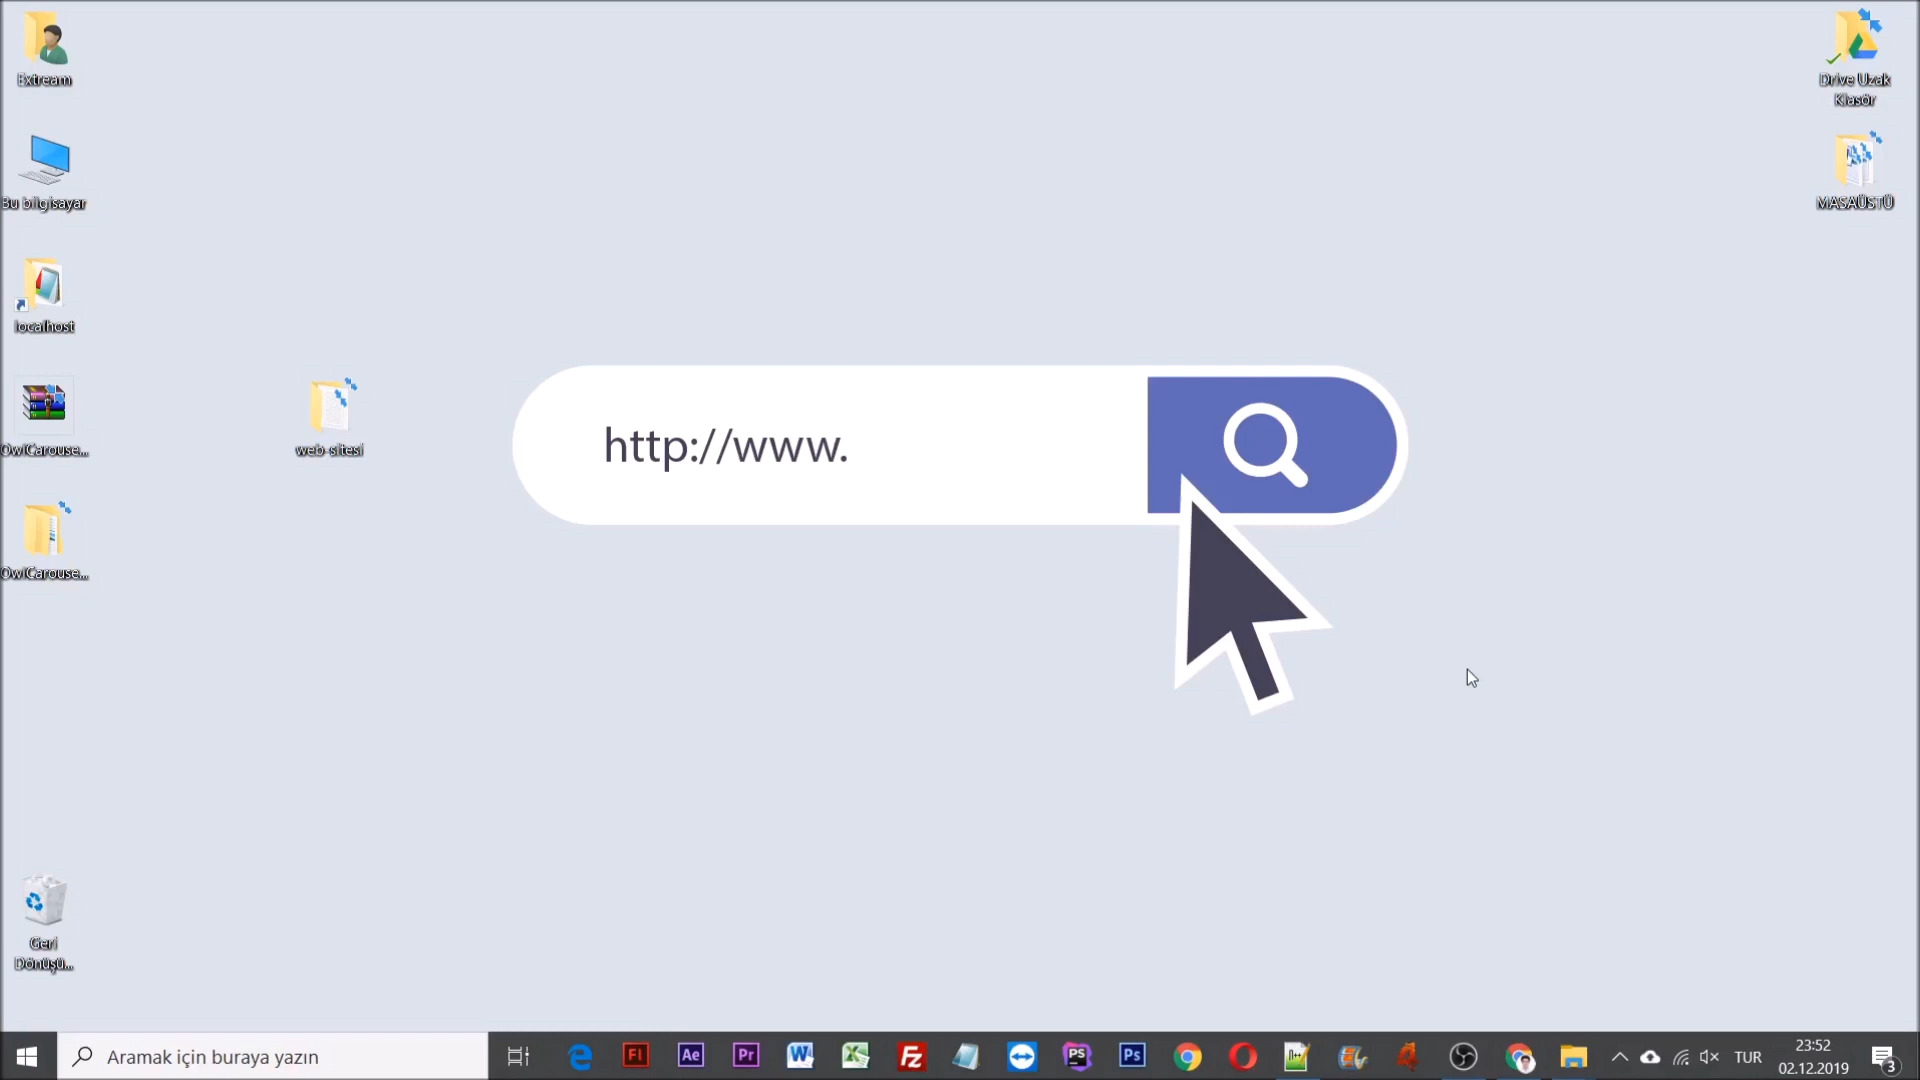 Extream
Bu bilgisayar
localhost
OwlCarouse...
OwlCarouse...
web-sitesi
http://www.
Drive Uzak
Klasör
MASAÜSTÜ
Geri
Dönüşü...
Aramak için buraya yazın
Fl
Ae
Pr
W
X
Fz
PS
Ps
TUR
23:52
02.12.2019
3